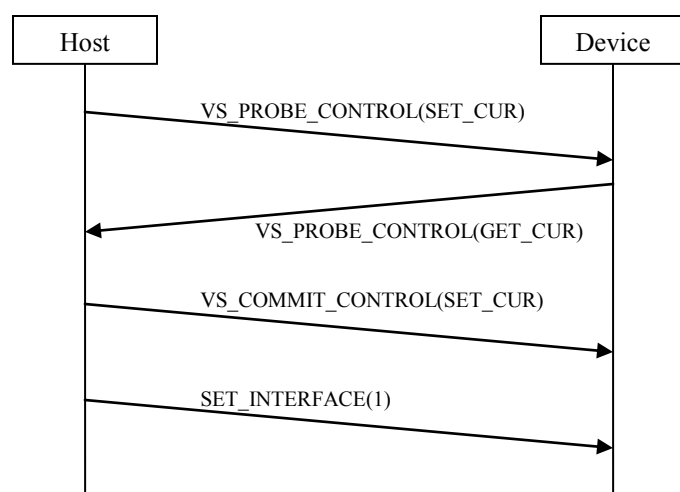 Host
Device
VS_PROBE_CONTROL(SET_CUR)
VS_PROBE_CONTROL(GET_CUR)
VS_COMMIT_CONTROL(SET_CUR)
SET_INTERFACE(1)